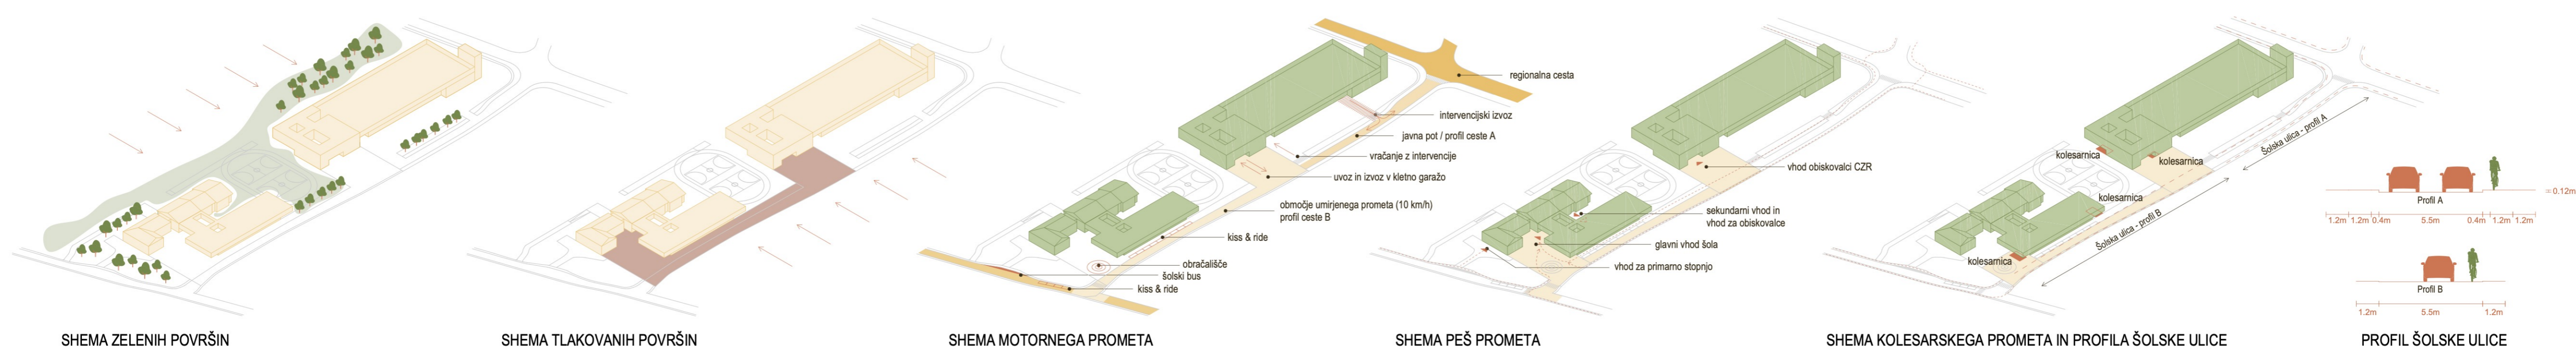 regionalna cesta
intervencijski izvoz
javna pot / profil ceste A
vračanje z intervencije
uvoz in izvoz v kletno garažo
območje umirjenega prometa (10 km/h)
profil ceste B
kiss & ride
obračališče
šolski bus
kiss & ride
vhod obiskovalci CZR
sekundarni vhod in
vhod za obiskovalce
glavni vhod šola
vhod za primarno stopnjo
kolesarnica
kolesarnica
kolesarnica
kolesarnica
Šolska ulica - profil A
Šolska ulica - profil B
Profil A
= 0.12m
1.2m 1.2m 0.4m 5.5m 0.4m 1.2m 1.2m
Profil B
1.2m 5.5m 1.2m
SHEMA ZELENIH POVRŠIN
SHEMA TLAKOVANIH POVRŠIN
SHEMA MOTORNEGA PROMETA
SHEMA PEŠ PROMETA
SHEMA KOLESARSKEGA PROMETA IN PROFILA ŠOLSKE ULICE
PROFIL ŠOLSKE ULICE